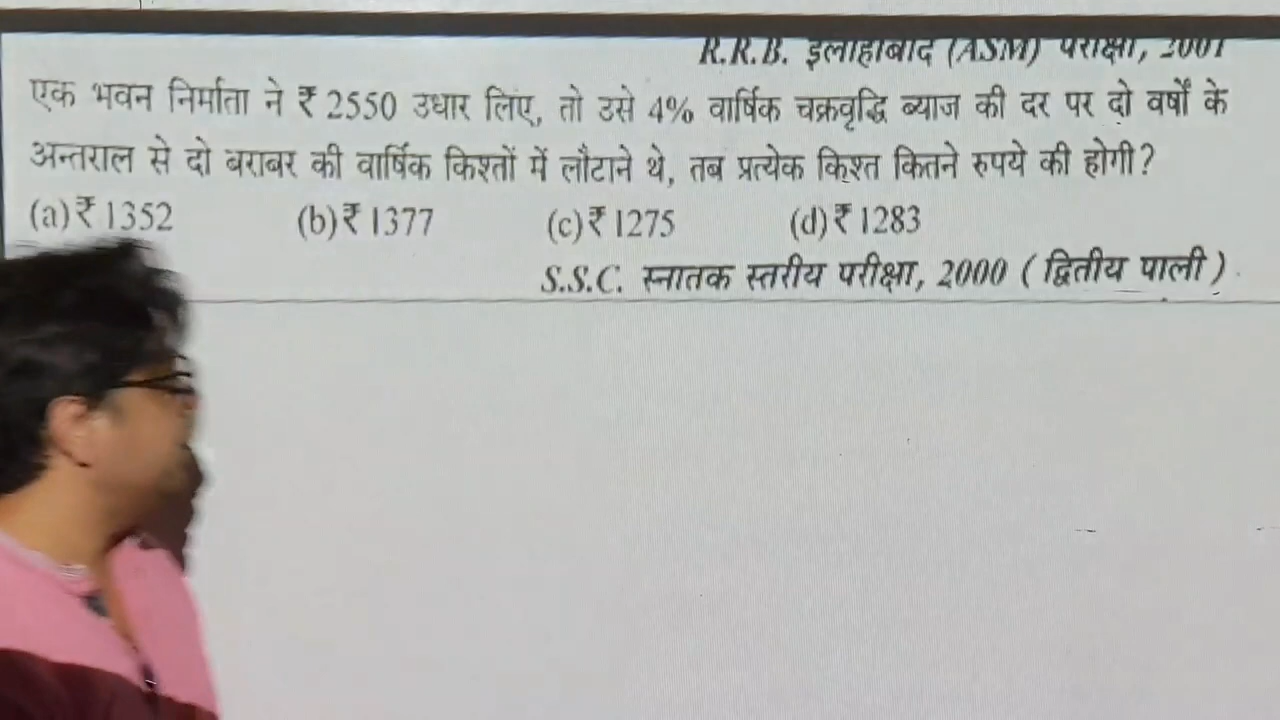 R.R.B. इलाहाबाद (ASM) परीक्षा, 2001
एक भवन निर्माता ने ₹ 2550 उधार लिए, तो उसे 4% वार्षिक चक्रवृद्धि ब्याज की दर पर दो वर्षों के
अन्तराल से दो बराबर की वार्षिक किश्तों में लौटाने थे, तब प्रत्येक किश्त कितने रुपये की होगी?
(a) ₹ 1352 (b) ₹ 1377 (c) ₹ 1275 (d) ₹ 1283
S.S.C. स्नातक स्तरीय परीक्षा, 2000 ( द्वितीय पाली )